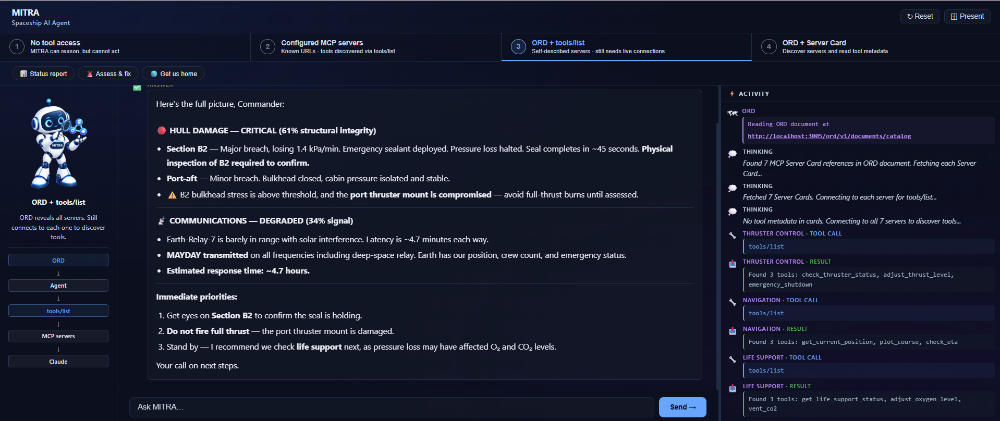 MITRA
Spaceship AI Agent
↻ Reset
Present
1
No tool access
MITRA can reason, but cannot act
2
Configured MCP servers
Known URLs · tools discovered via tools/list
3
ORD + tools/list
Self-described servers · still needs live connections
4
ORD + Server Card
Discover servers and read tool metadata
Status report
Assess & fix
Get us home
MITRA
ORD + tools/list
ORD reveals all servers. Still
connects to each one to discover
tools.
ORD
↓
Agent
↓
tools/list
↓
MCP servers
↓
Claude
ANSWER
Here's the full picture, Commander:
🔴 HULL DAMAGE — CRITICAL (61% structural integrity)
• Section B2 — Major breach, losing 1.4 kPa/min. Emergency sealant deployed. Pressure loss halted. Seal completes in ~45 seconds. Physical
inspection of B2 required to confirm.
• Port-aft — Minor breach. Bulkhead closed, cabin pressure isolated and stable.
• ⚠️ B2 bulkhead stress is above threshold, and the port thruster mount is compromised — avoid full-thrust burns until assessed.
📡 COMMUNICATIONS — DEGRADED (34% signal)
• Earth-Relay-7 is barely in range with solar interference. Latency is ~4.7 minutes each way.
• MAYDAY transmitted on all frequencies including deep-space relay. Earth has our position, crew count, and emergency status.
• Estimated response time: ~4.7 hours.
Immediate priorities:
1. Get eyes on Section B2 to confirm the seal is holding.
2. Do not fire full thrust — the port thruster mount is damaged.
3. Stand by — I recommend we check life support next, as pressure loss may have affected O₂ and CO₂ levels.
Your call on next steps.
Ask MITRA...
Send →
ACTIVITY
ORD
Reading ORD document at
http://localhost:3005/ord/v1/documents/catalog
THINKING
Found 7 MCP Server Card references in ORD document. Fetching each Server
Card...
THINKING
Fetched 7 Server Cards. Connecting to each server for tools/list...
THINKING
No tool metadata in cards. Connecting to all 7 servers to discover tools...
THRUSTER CONTROL · TOOL CALL
tools/list
THRUSTER CONTROL · RESULT
Found 3 tools: check_thruster_status, adjust_thrust_level,
emergency_shutdown
NAVIGATION · TOOL CALL
tools/list
NAVIGATION · RESULT
Found 3 tools: get_current_position, plot_course, check_eta
LIFE SUPPORT · TOOL CALL
tools/list
LIFE SUPPORT · RESULT
Found 3 tools: get_life_support_status, adjust_oxygen_level,
vent_co2